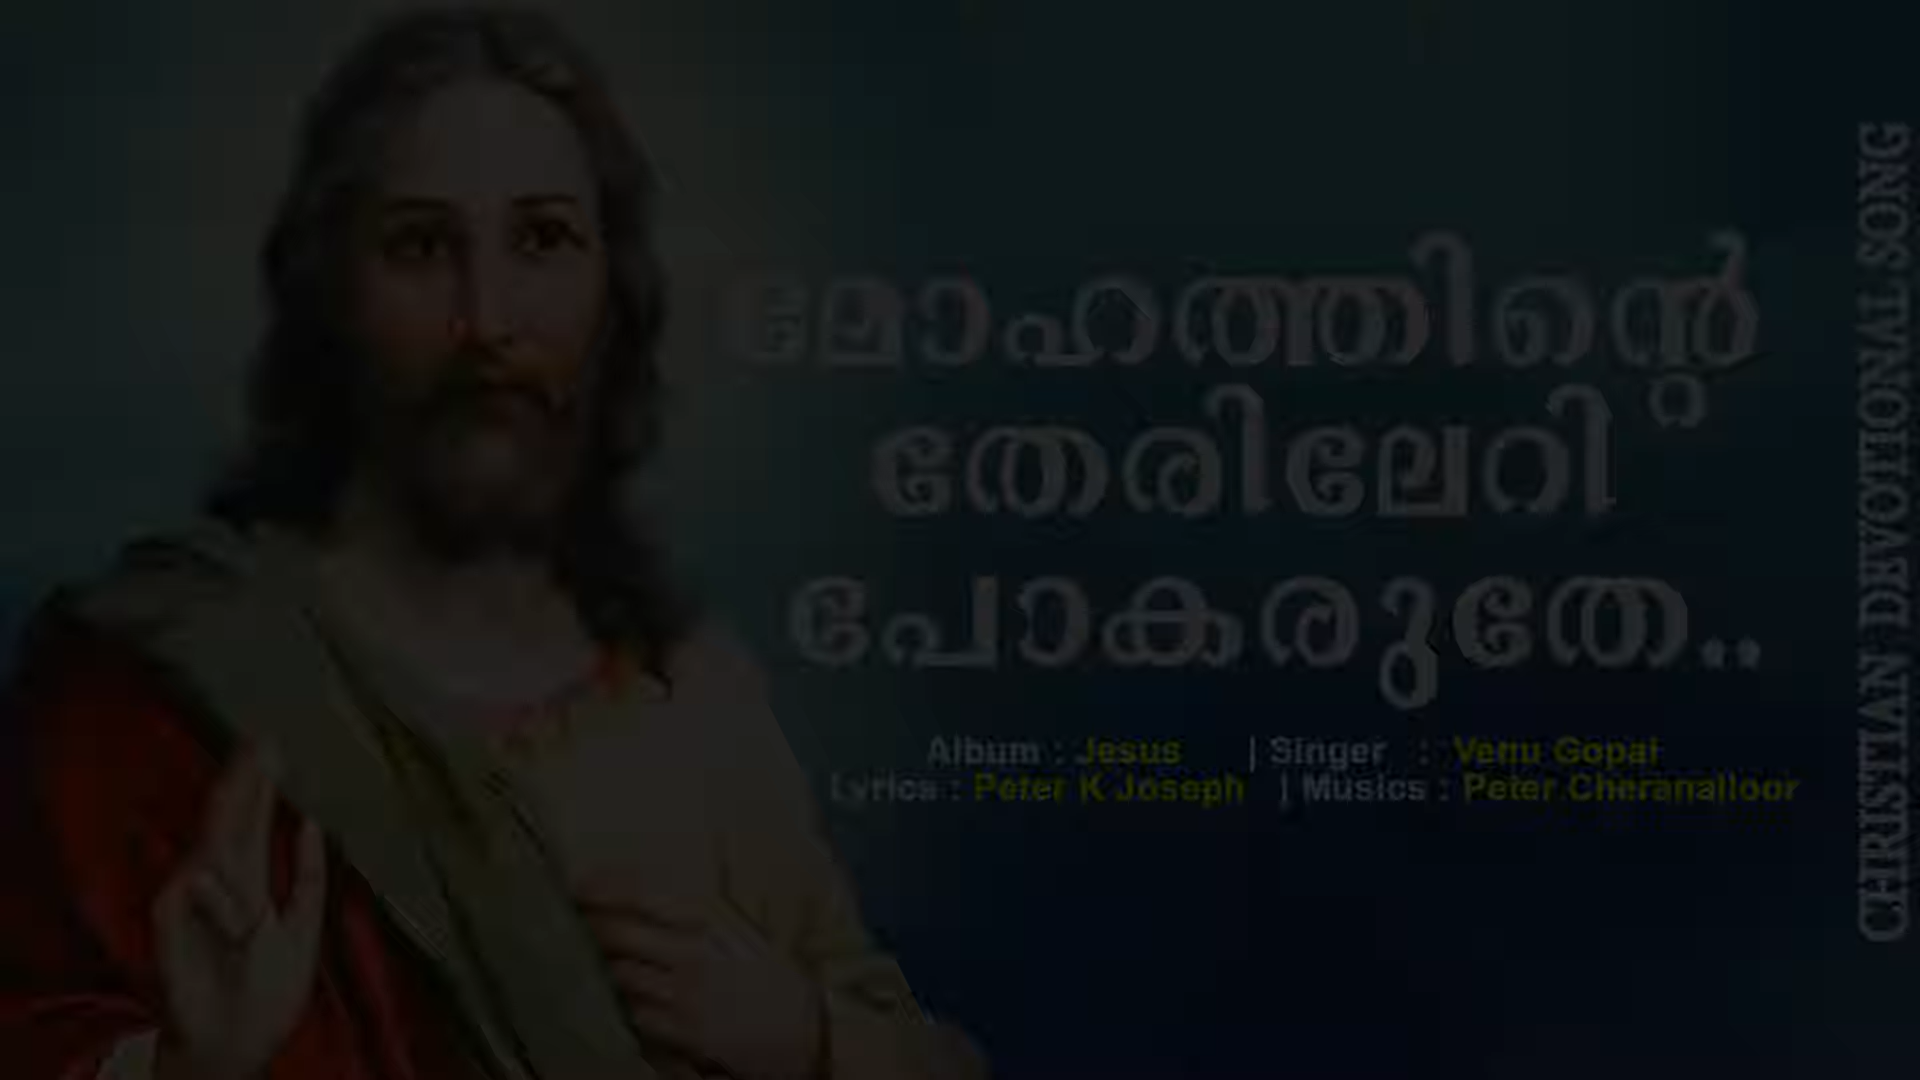 മോഹത്തിന്റെ
തേരിലേറി
പോകരുതേ..
Album : Jesus | Singer : Venu Gopal
Lyrics : Peter K Joseph | Musics : Peter Cheranalloor
CHRISTIAN DEVOTIONAL SONG